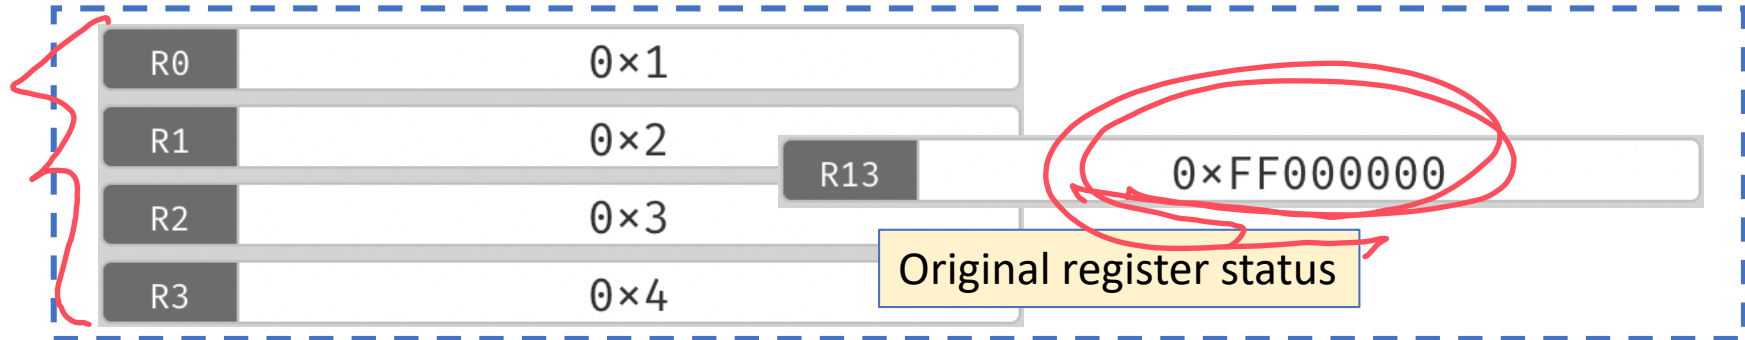 R0 0×1
R1 0×2
R13 0×FF000000
R2 0×3
Original register status
R3 0×4